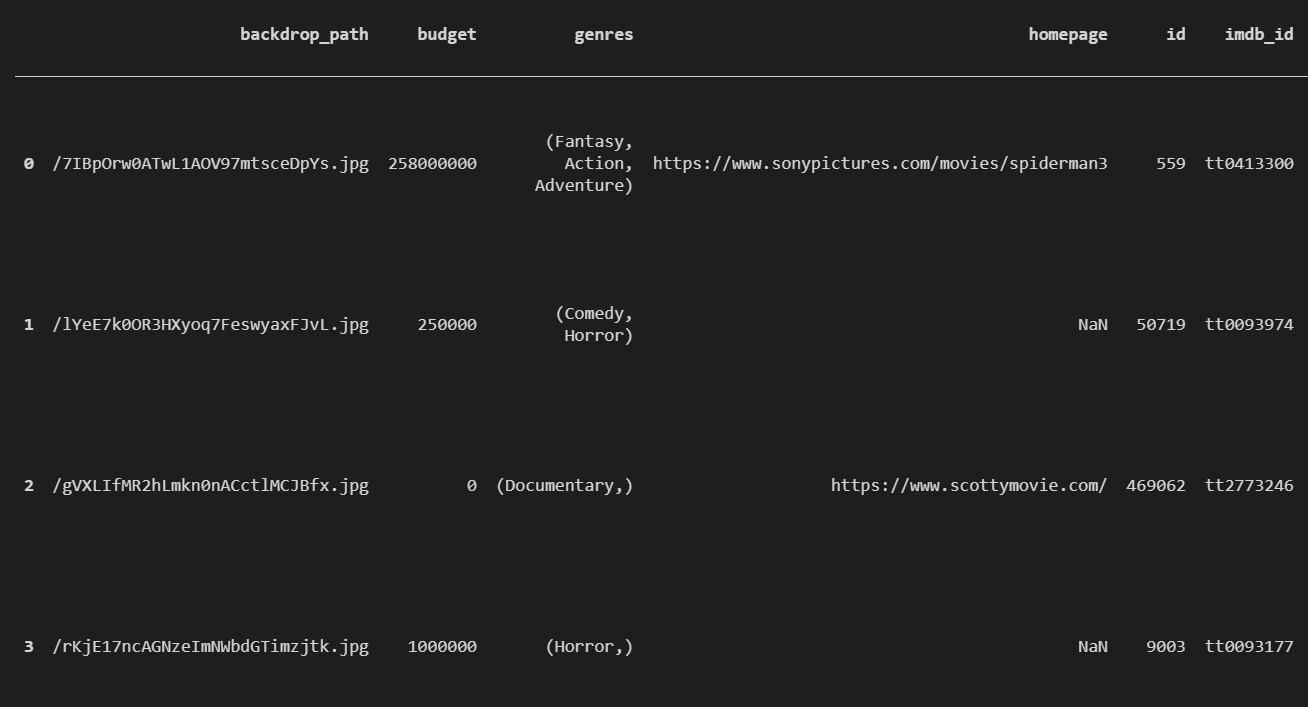 backdrop_path budget genres homepage id imdb_id
(Fantasy,
0 /7IBpOrw0ATwL1AOV97mtsceDpYs.jpg 258000000 Action, https://www.sonypictures.com/movies/spiderman3 559 tt0413300
Adventure)
(Comedy,
1 /lYeE7k0OR3HXyoq7FeswyaxFJvL.jpg 250000 NaN 50719 tt0093974
Horror)
2 /gVXLIfMR2hLmkn0nACctlMCJBfx.jpg 0 (Documentary,) https://www.scottymovie.com/ 469062 tt2773246
3 /rKjE17ncAGNzeImNWbdGTimzjtk.jpg 1000000 (Horror,) NaN 9003 tt0093177